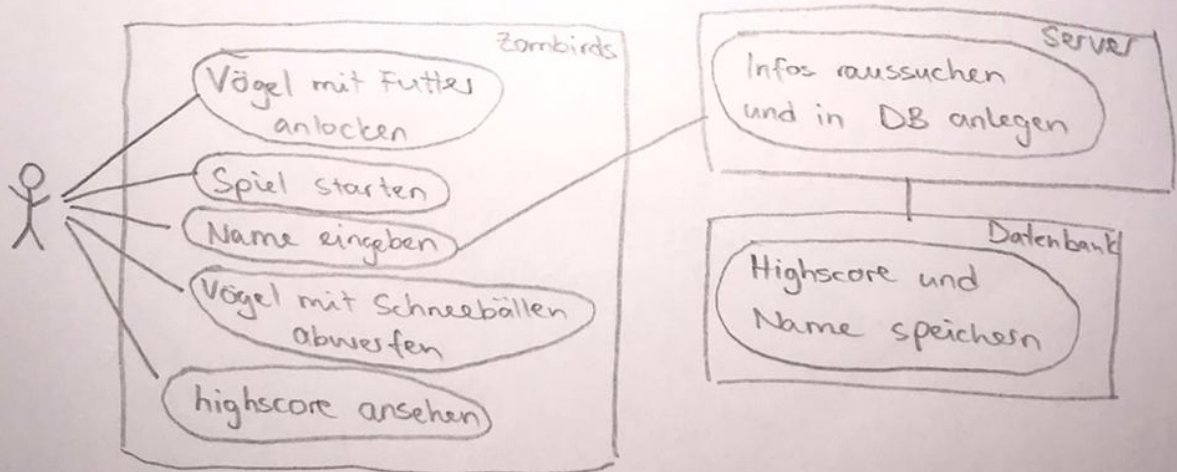 Zombirds
Vögel mit Futter
anlocken
Spiel starten
Name eingeben
Vögel mit Schneebällen
abwerfen
highscore ansehen
Server
Infos raussuchen
und in DB anlegen
Datenbank
Highscore und
Name speichern